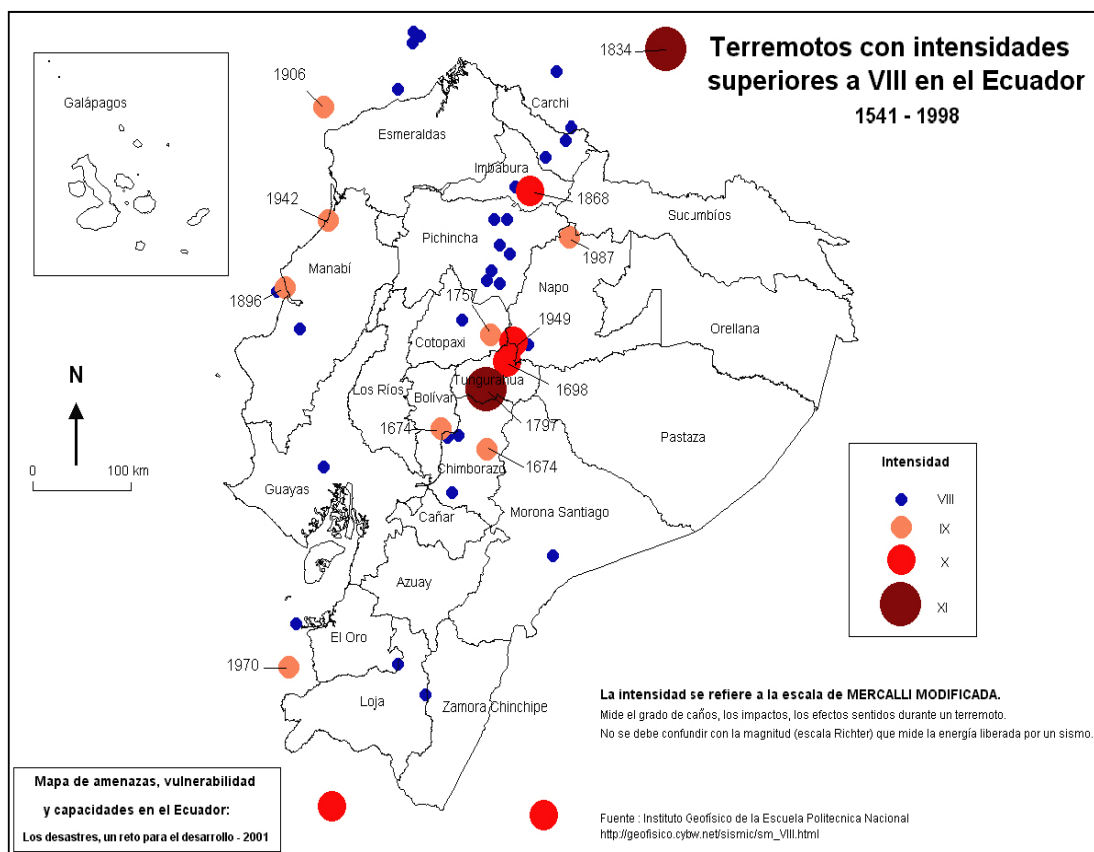 Terremotos con intensidades
superiores a VIII en el Ecuador
1541 - 1998
1834
Galápagos
1906
Carchi
Esmeraldas
Imbabura
1868
1942
Sucumbíos
Pichincha
1987
Manabí
Napo
1896
1757
1949
Orellana
Cotopaxi
N
Los Ríos
Tungurahua
1698
Bolívar
1797
1674
Pastaza
Chimborazo
1674
0 100 km
Guayas
Cañar
Morona Santiago
Azuay
El Oro
1970
Loja
Zamora Chinchipe
Intensidad
VIII
IX
X
XI
La intensidad se refiere a la escala de MERCALLI MODIFICADA.
Mide el grado de caños, los impactos, los efectos sentidos durante un terremoto.
No se debe confundir con la magnitud (escala Richter) que mide la energía liberada por un sismo.
Mapa de amenazas, vulnerabilidad
y capacidades en el Ecuador:
Los desastres, un reto para el desarrollo - 2001
Fuente : Instituto Geofísico de la Escuela Politecnica Nacional
http://geofisico.cybw.net/sismic/sm_VIII.html